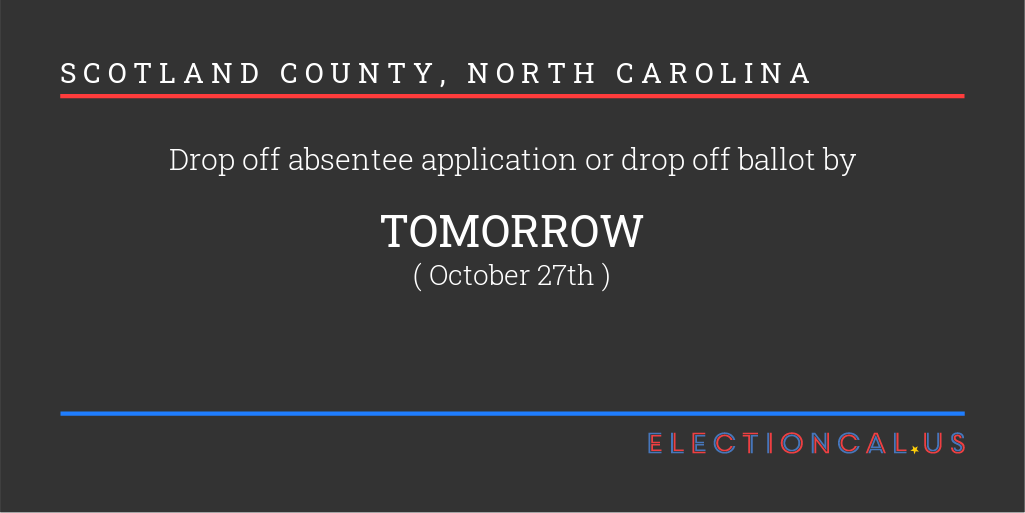 SCOTLAND COUNTY, NORTH CAROLINA
Drop off absentee application or drop off ballot by
TOMORROW
( October 27th )
ELECTIONCAL.US